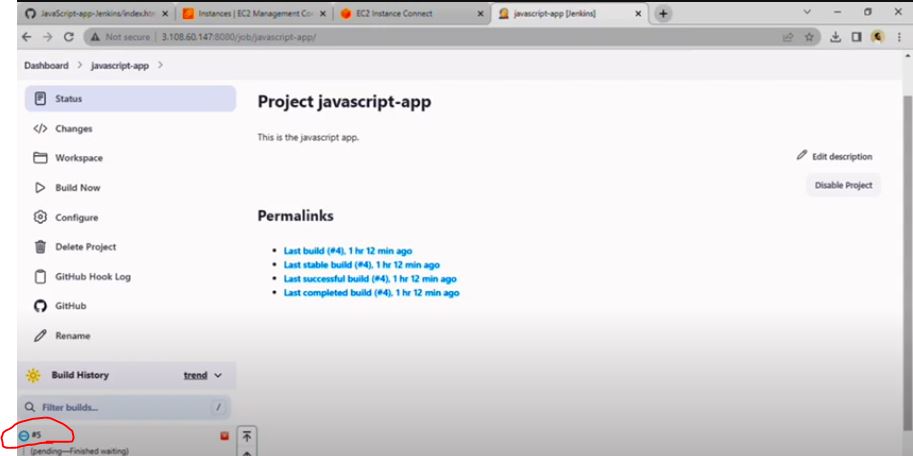 JavaScript-app-Jenkins/index.htm
Instances | EC2 Management Co
EC2 Instance Connect
javascript-app [Jenkins]
Not secure | 3.108.60.147:8080/job/javascript-app/
Dashboard > javascript-app >
Status
Changes
Workspace
Build Now
Configure
Delete Project
GitHub Hook Log
GitHub
Rename
Build History
trend
Filter builds...
/
#5
(pending—Finished waiting)
Project javascript-app
This is the javascript app.
Edit description
Disable Project
Permalinks
Last build (#4), 1 hr 12 min ago
Last stable build (#4), 1 hr 12 min ago
Last successful build (#4), 1 hr 12 min ago
Last completed build (#4), 1 hr 12 min ago